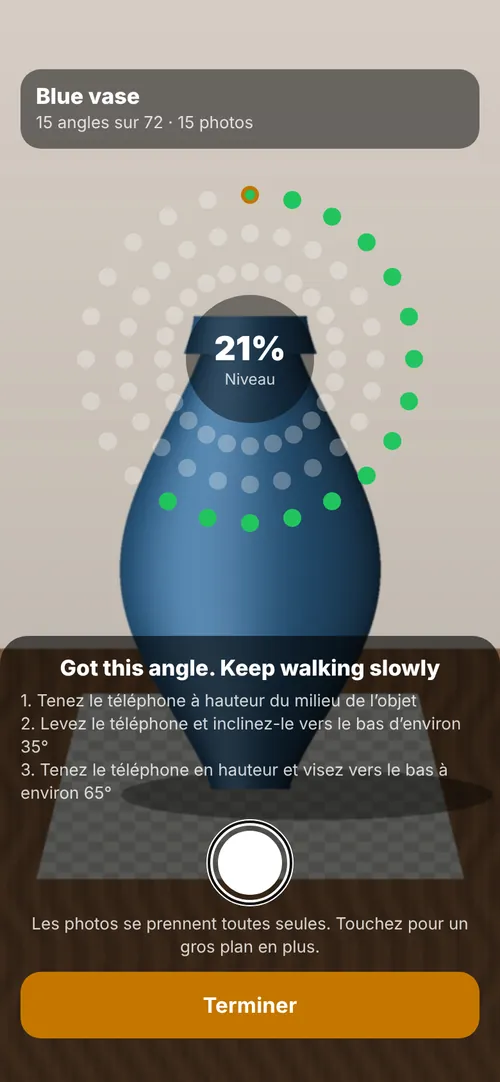 Blue vase
15 angles sur 72 · 15 photos
21%
Niveau
Got this angle. Keep walking slowly
1. Tenez le téléphone à hauteur du milieu de l’objet
2. Levez le téléphone et inclinez-le vers le bas d’environ
35°
3. Tenez le téléphone en hauteur et visez vers le bas à
environ 65°
Les photos se prennent toutes seules. Touchez pour un
gros plan en plus.
Terminer